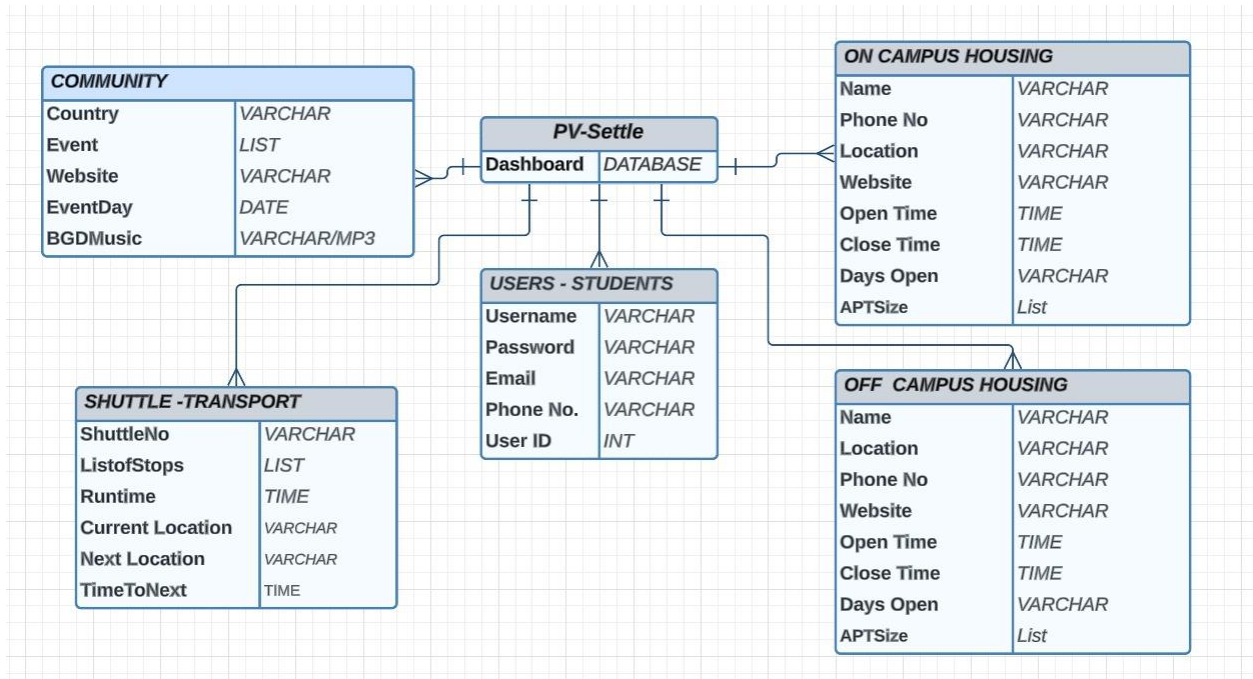 COMMUNITY
Country VARCHAR
Event LIST
Website VARCHAR
EventDay DATE
BGDMusic VARCHAR/MP3
PV-Settle
Dashboard DATABASE
ON CAMPUS HOUSING
Name VARCHAR
Phone No VARCHAR
Location VARCHAR
Website VARCHAR
Open Time TIME
Close Time TIME
Days Open VARCHAR
APTSize List
SHUTTLE -TRANSPORT
ShuttleNo VARCHAR
ListofStops LIST
Runtime TIME
Current Location VARCHAR
Next Location VARCHAR
TimeToNext TIME
USERS - STUDENTS
Username VARCHAR
Password VARCHAR
Email VARCHAR
Phone No. VARCHAR
User ID INT
OFF CAMPUS HOUSING
Name VARCHAR
Location VARCHAR
Phone No VARCHAR
Website VARCHAR
Open Time TIME
Close Time TIME
Days Open VARCHAR
APTSize List